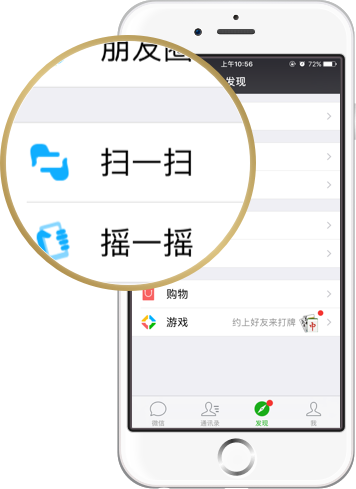 上午10:56
72%
朋友圈
发现
扫一扫
摇一摇
购物
游戏
约上好友来打牌
中
微信
通讯录
发现
我